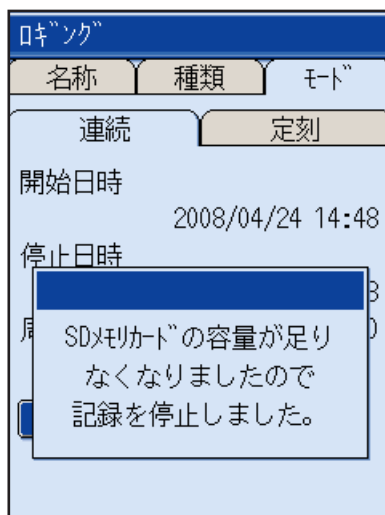 ロギング
名称 種類 モード
連続 定刻
開始日時
2008/04/24 14:48
停止日時
SDメモリカードの容量が足り
なくなりましたので
記録を停止しました。